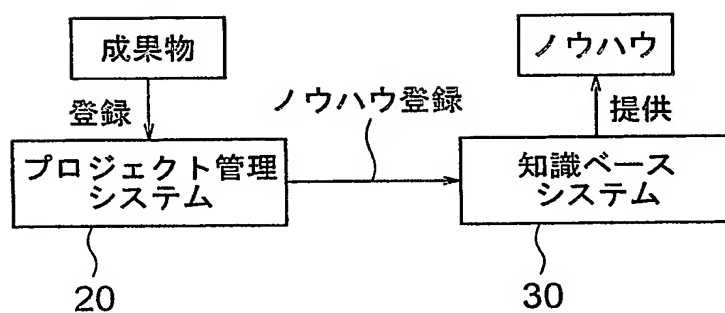 成果物
ノウハウ
登録
ノウハウ登録
提供
プロジェクト管理
システム
知識ベース
システム
20
30